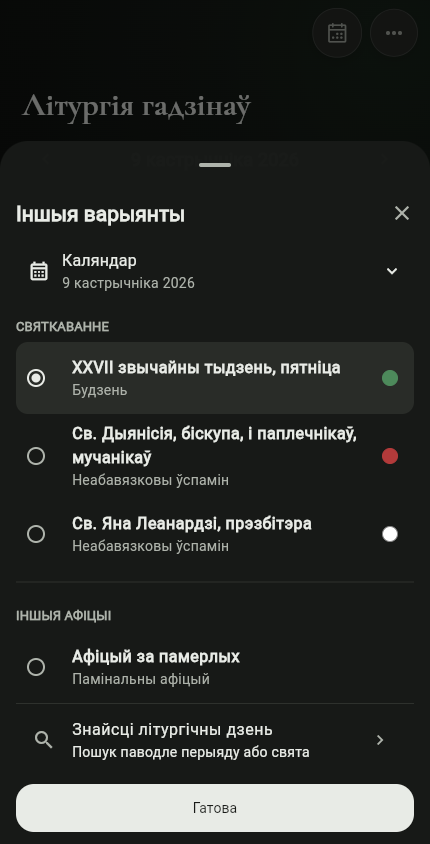 Літургія гадзінаў
Іншыя варыянты
Каляндар
9 кастрычніка 2026
СВЯТКАВАННЕ
XXVII звычайны тыдзень, пятніца
Будзень
Св. Дыянісія, біскупа, і паплечнікаў,
мучанікаў
Неабавязковы ўспамін
Св. Яна Леанардзі, прэзбітэра
Неабавязковы ўспамін
ІНШЫЯ АФІЦЫІ
Афіцый за памерлых
Памінальны афіцый
Знайсці літургічны дзень
Пошук паводле перыяду або свята
Гатова